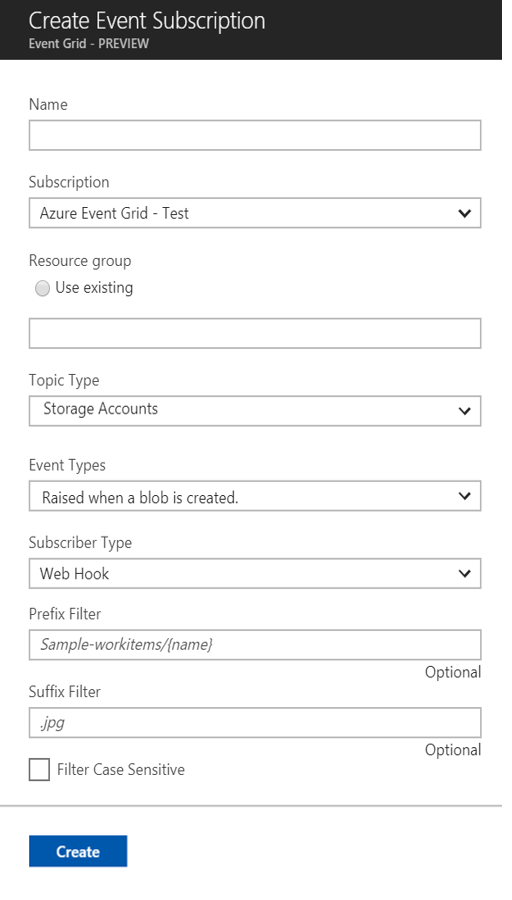 Create Event Subscription
Event Grid - PREVIEW
Name
Subscription
Azure Event Grid - Test
Resource group
Use existing
Topic Type
Storage Accounts
Event Types
Raised when a blob is created.
Subscriber Type
Web Hook
Prefix Filter
Sample-workitems/{name}
Optional
Suffix Filter
.jpg
Optional
Filter Case Sensitive
Create